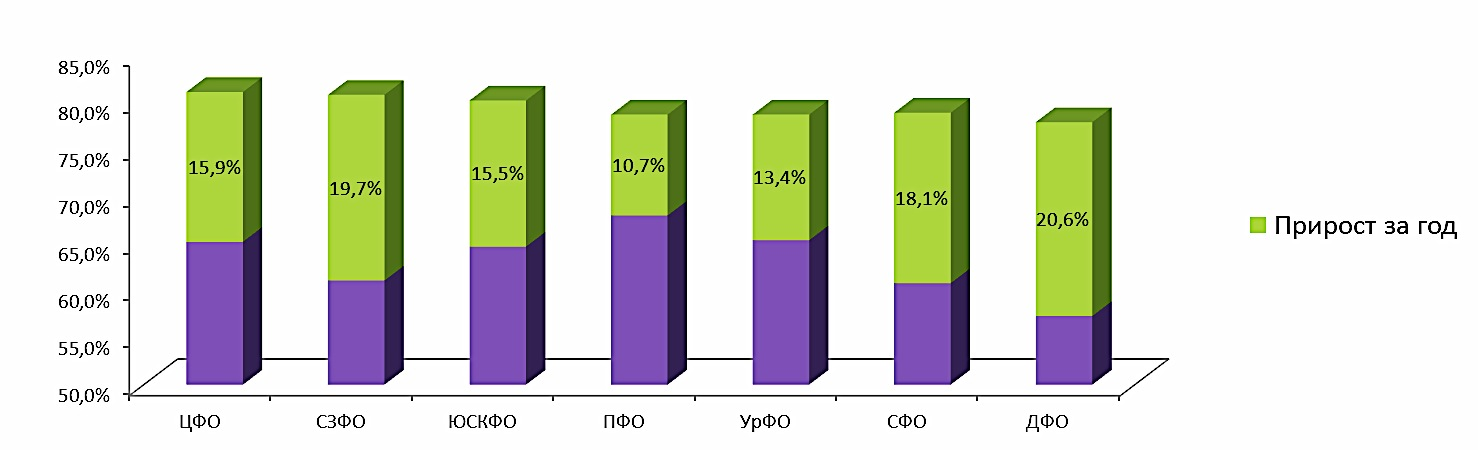 85,0%
80,0%
75,0%
70,0%
65,0%
60,0%
55,0%
50,0%
15,9%
19,7%
15,5%
10,7%
13,4%
18,1%
20,6%
ЦФО
СЗФО
ЮСКФО
ПФО
УрФО
СФО
ДФО
Прирост за год